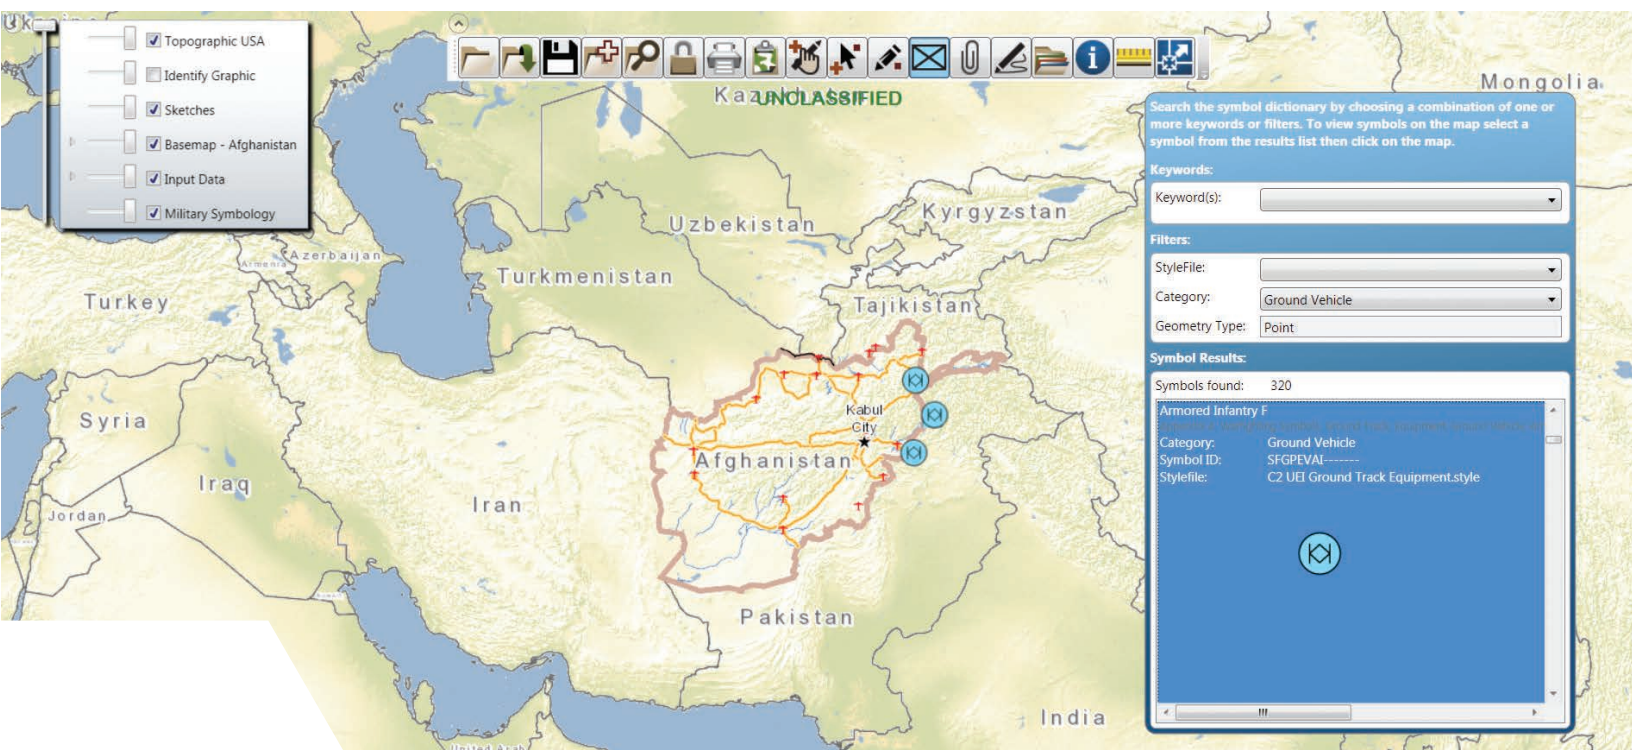 Topographic USA
Identify Graphic
Sketches
Basemap - Afghanistan
Input Data
Military Symbology
UNCLASSIFIED
Mongolia
Kyrgyzstan
Uzbekistan
Azerbaijan
Armenia
Turkmenistan
Turkey
Tajikistan
Syria
Kabul
City
Afghanistan
Iraq
Iran
Jordan
Pakistan
India
Search the symbol dictionary by choosing a combination of one or
more keywords or filters. To view symbols on the map select a
symbol from the results list then click on the map.
Keywords:
Keyword(s):
Filters:
StyleFile:
Category: Ground Vehicle
Geometry Type: Point
Symbol Results:
Symbols found: 320
Armored Infantry F
Category: Ground Vehicle
Symbol ID: SFGPEVAI-------
Stylefile: C2 UEI Ground Track Equipment.style